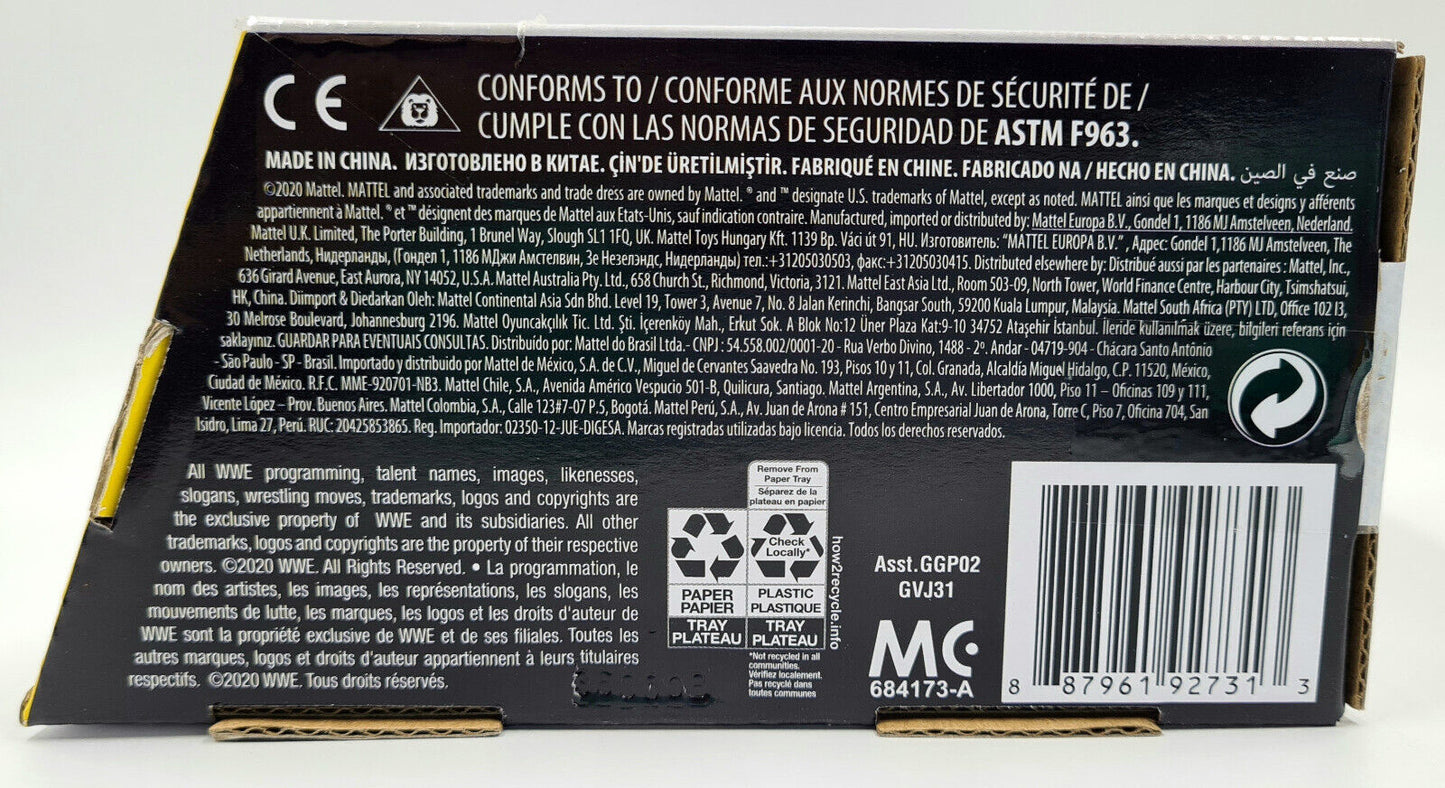 CE
CONFORMS TO / CONFORME AUX NORMES DE SÉCURITÉ DE /
CUMPLE CON LAS NORMAS DE SEGURIDAD DE ASTM F963.
MADE IN CHINA. ИЗГОТОВЛЕНО В КИТАЕ. ÇİN'DE ÜRETİLMİŞTİR. FABRIQUÉ EN CHINE. FABRICADO NA / HECHO EN CHINA. صنع في الصين
©2020 Mattel. MATTEL and associated trademarks and trade dress are owned by Mattel. ® and ™ designate U.S. trademarks of Mattel, except as noted. MATTEL ainsi que les marques et designs y afférents
appartiennent à Mattel. ® et ™ désignent des marques de Mattel aux Etats-Unis, sauf indication contraire. Manufactured, imported or distributed by: Mattel Europa B.V., Gondel 1, 1186 MJ Amstelveen, Nederland.
Mattel U.K. Limited, The Porter Building, 1 Brunel Way, Slough SL1 1FQ, UK. Mattel Toys Hungary Kft. 1139 Bp. Váci út 91, HU. Изготовитель: "MATTEL EUROPA B.V." , Адрес: Gondel 1,1186 MJ Amstelveen, The
Netherlands, Нидерланды, (Гондел 1, 1186 МДжи Амстелвин, Зе Незелэндс, Нидерланды) тел.:+31205030503, факс:+31205030415. Distributed elsewhere by: Distribué aussi par les partenaires : Mattel, Inc.,
636 Girard Avenue, East Aurora, NY 14052, U.S.A. Mattel Australia Pty. Ltd., 658 Church St., Richmond, Victoria, 3121. Mattel East Asia Ltd., Room 503-09, North Tower, World Finance Centre, Harbour City, Tsimshatsui,
HK, China. Diimport & Diedarkan Oleh: Mattel Continental Asia Sdn Bhd. Level 19, Tower 3, Avenue 7, No. 8 Jalan Kerinchi, Bangsar South, 59200 Kuala Lumpur, Malaysia. Mattel South Africa (PTY) LTD, Office 102 I3,
30 Melrose Boulevard, Johannesburg 2196. Mattel Oyuncakçılık Tic. Ltd. Şti. İçerenköy Mah., Erkut Sok. A Blok No:12 Üner Plaza Kat:9-10 34752 Ataşehir İstanbul. İleride kullanılmak üzere, bilgileri referans için
saklayınız. GUARDAR PARA EVENTUAIS CONSULTAS. Distribuído por: Mattel do Brasil Ltda.- CNPJ : 54.558.002/0001-20 - Rua Verbo Divino, 1488 - 2º. Andar - 04719-904 - Chácara Santo Antônio
- São Paulo - SP - Brasil. Importado y distribuido por Mattel de México, S.A. de C.V., Miguel de Cervantes Saavedra No. 193, Pisos 10 y 11, Col. Granada, Alcaldía Miguel Hidalgo, C.P. 11520, México,
Ciudad de México. R.F.C. MME-920701-NB3. Mattel Chile, S.A., Avenida Américo Vespucio 501-B, Quilicura, Santiago. Mattel Argentina, S.A., Av. Libertador 1000, Piso 11 – Oficinas 109 y 111,
Vicente López – Prov. Buenos Aires. Mattel Colombia, S.A., Calle 123#7-07 P.5, Bogotá. Mattel Perú, S.A., Av. Juan de Arona # 151, Centro Empresarial Juan de Arona, Torre C, Piso 7, Oficina 704, San
Isidro, Lima 27, Perú. RUC: 20425853865. Reg. Importador: 02350-12-JUE-DIGESA. Marcas registradas utilizadas bajo licencia. Todos los derechos reservados.
All WWE programming, talent names, images, likenesses,
slogans, wrestling moves, trademarks, logos and copyrights are
the exclusive property of WWE and its subsidiaries. All other
trademarks, logos and copyrights are the property of their respective
owners. ©2020 WWE. All Rights Reserved. • La programmation, le
nom des artistes, les images, les représentations, les slogans, les
mouvements de lutte, les marques, les logos et les droits d'auteur de
WWE sont la propriété exclusive de WWE et de ses filiales. Toutes les
autres marques, logos et droits d'auteur appartiennent à leurs titulaires
respectifs. ©2020 WWE. Tous droits réservés.
Remove From
Paper Tray
Séparez de la
plateau en papier
Check
Locally*
PAPER
PAPIER
TRAY
PLATEAU
PLASTIC
PLASTIQUE
TRAY
PLATEAU
*Not recycled in all
communities.
Vérifiez localement.
Pas recyclé dans
toutes communes
how2recycle.info
Asst.GGP02
GVJ31
MC
684173-A
8 87961 92731 3